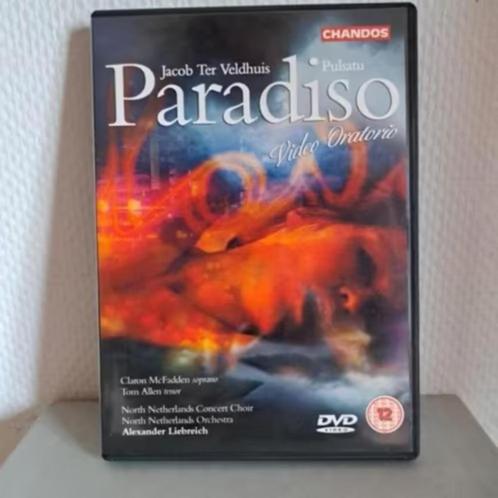 CHANDOS
Jacob Ter Veldhuis Pulsatu
Paradiso
Video Oratorio
Claron McFadden soprano
Tom Allen tenor
North Netherlands Concert Choir
North Netherlands Orchestra
Alexander Liebreich
DVD
VIDEO
12